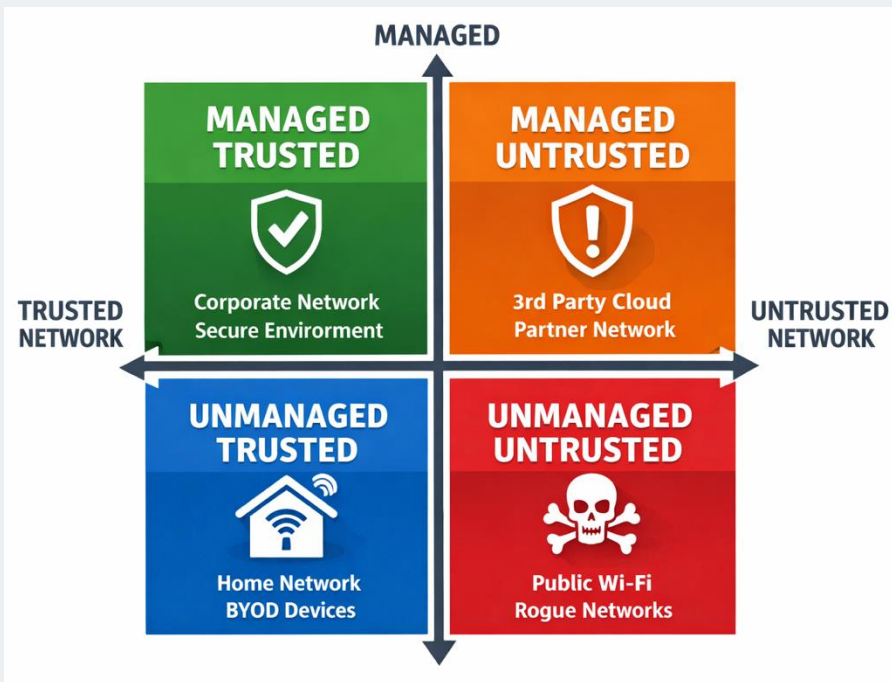 MANAGED
MANAGED
TRUSTED
Corporate Network
Secure Envirorment
MANAGED
UNTRUSTED
3rd Party Cloud
Partner Network
TRUSTED
NETWORK
UNTRUSTED
NETWORK
UNMANAGED
TRUSTED
Home Network
BYOD Devices
UNMANAGED
UNTRUSTED
Public Wi-Fi
Rogue Networks